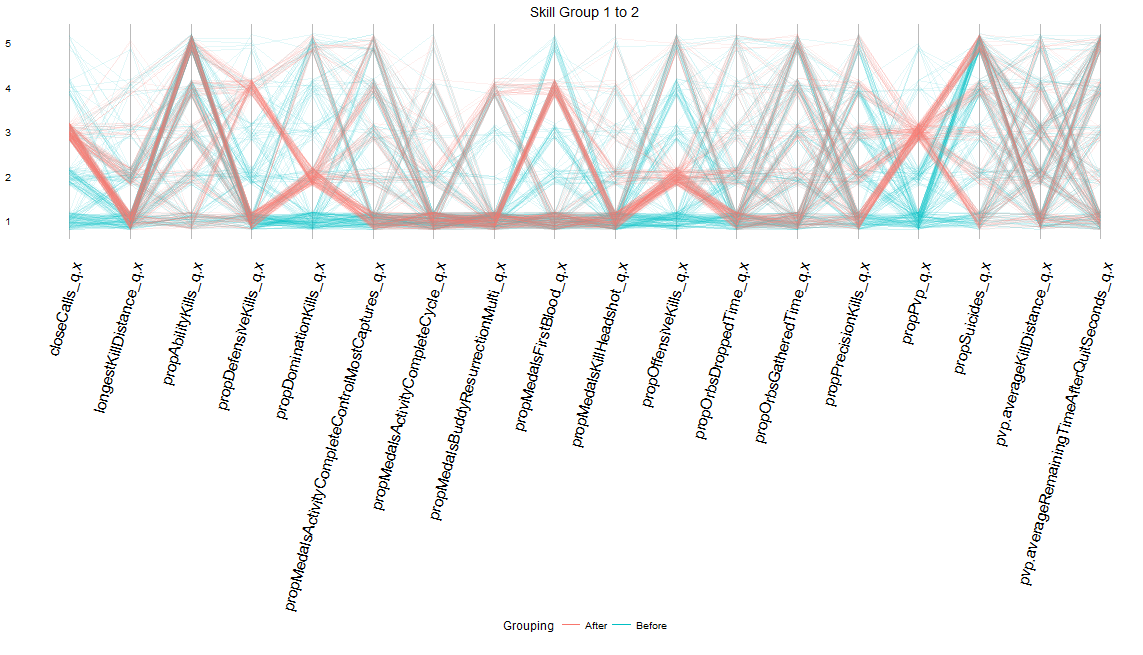 Skill Group 1 to 2
5
4
3
2
1
closeCalls_q.x
longestKillDistance_q.x
propAbilityKills_q.x
propDefensiveKills_q.x
propDominationKills_q.x
propMedalsActivityCompleteControlMostCaptures_q.x
propMedalsActivityCompleteCycle_q.x
propMedalsBuddyResurrectionMulti_q.x
propMedalsFirstBlood_q.x
propMedalsKillHeadshot_q.x
propOffensiveKills_q.x
propOrbsDroppedTime_q.x
propOrbsGatheredTime_q.x
propPrecisionKills_q.x
propPvp_q.x
propSuicides_q.x
pvp.averageKillDistance_q.x
pvp.averageRemainingTimeAfterQuitSeconds_q.x
Grouping After Before